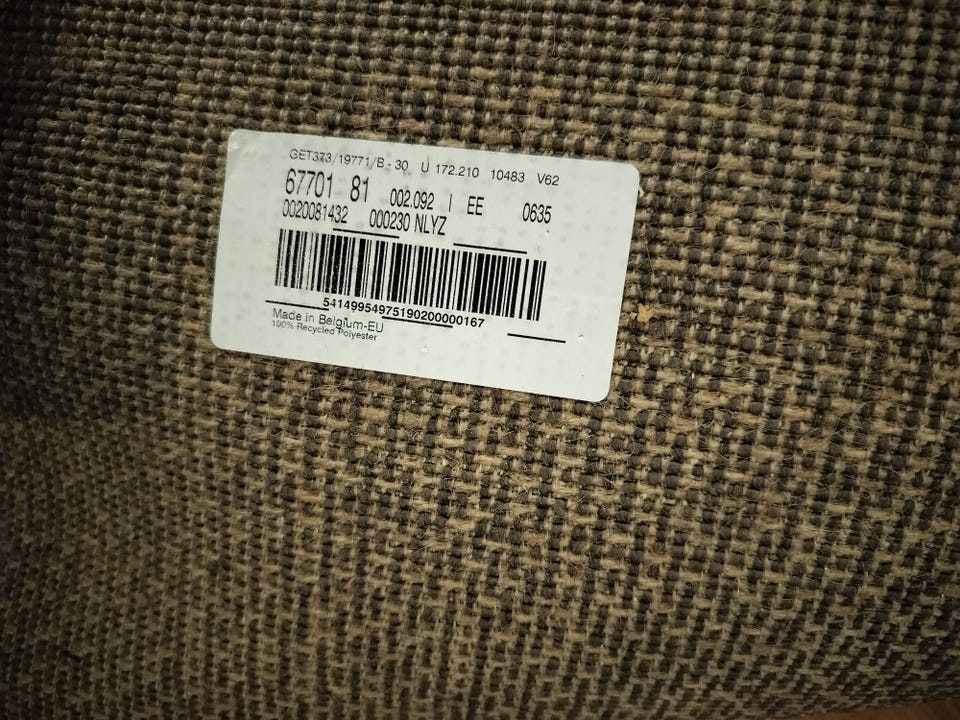 GET373/19771/B - 30 U 172.210 10483 V62
67701 81 002.092 | EE 0635
0020081432 000230 NLYZ
54149954975190200000167
Made in Belgium-EU
100% Recycled Polyester